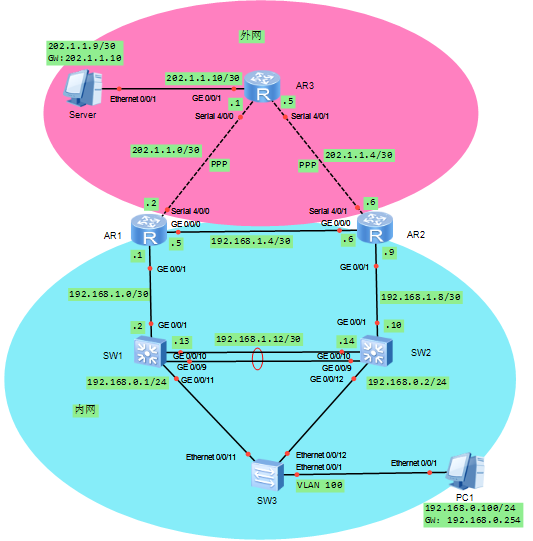 外网
202.1.1.9/30
GW:202.1.1.10
202.1.1.10/30
AR3
Ethernet 0/0/1
GE 0/0/1
Server
.1
.5
Serial 4/0/0
Serial 4/0/1
202.1.1.0/30
202.1.1.4/30
PPP
PPP
.2
.6
Serial 4/0/0
Serial 4/0/1
GE 0/0/0
GE 0/0/0
AR1
AR2
.5
192.168.1.4/30
.6
.1
.9
GE 0/0/1
GE 0/0/1
192.168.1.0/30
192.168.1.8/30
.2
GE 0/0/1
GE 0/0/1
.10
.13
192.168.1.12/30
.14
SW1
GE 0/0/10
GE 0/0/10
SW2
GE 0/0/9
GE 0/0/9
192.168.0.1/24
GE 0/0/11
GE 0/0/12
192.168.0.2/24
内网
Ethernet 0/0/11
Ethernet 0/0/12
Ethernet 0/0/1
Ethernet 0/0/1
VLAN 100
SW3
PC1
192.168.0.100/24
GW: 192.168.0.254